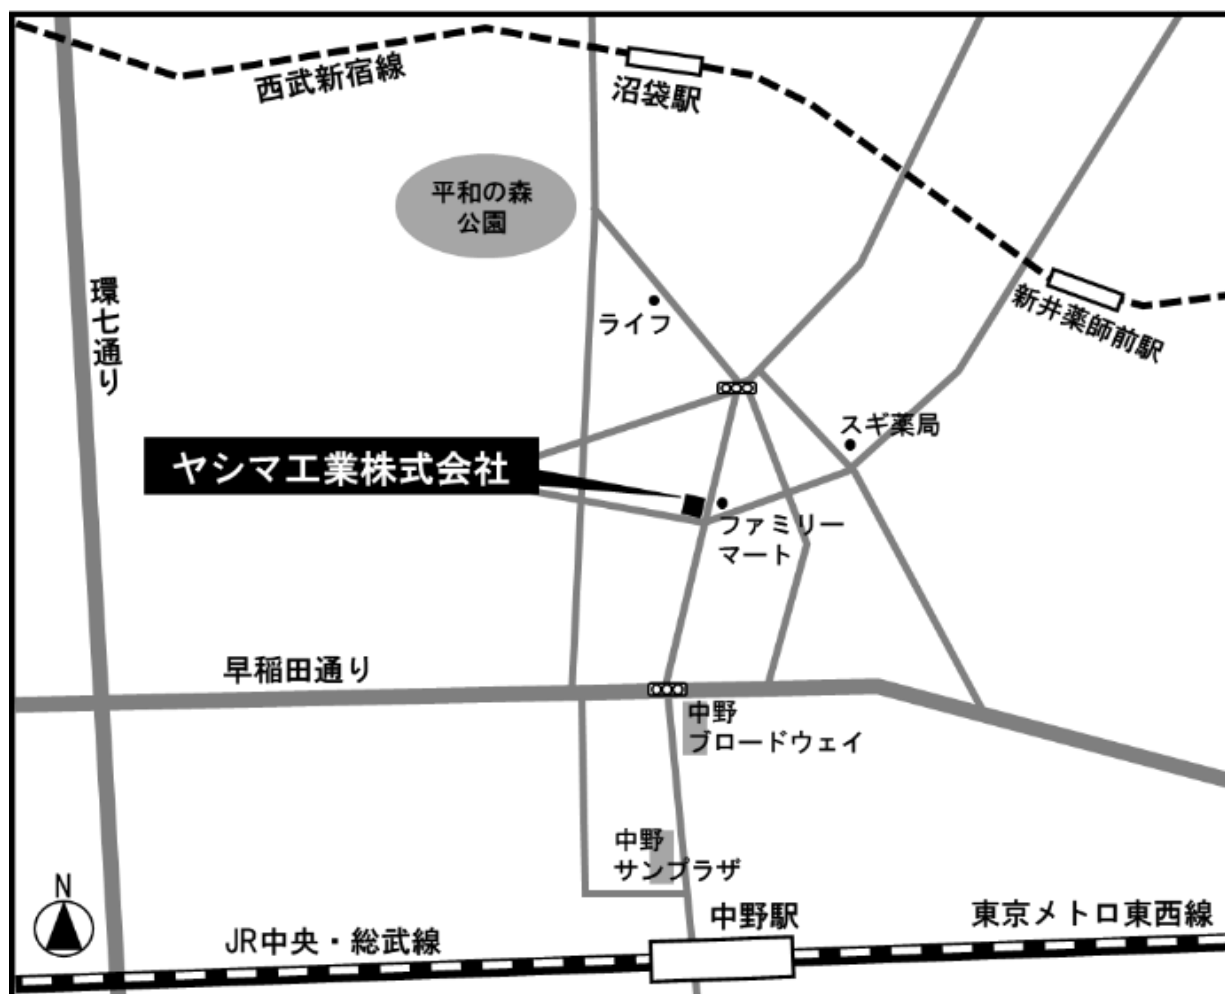 西武新宿線
沼袋駅
平和の森
公園
環七通り
ライフ
新井薬師前駅
スギ薬局
ヤシマ工業株式会社
ファミリー
マート
早稲田通り
中野
ブロードウェイ
中野
サンプラザ
N
中野駅
東京メトロ東西線
JR中央・総武線